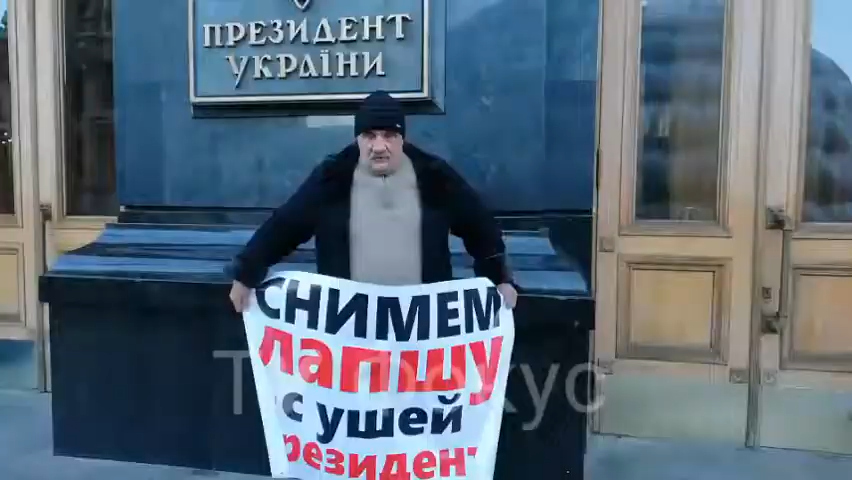 ПРЕЗИДЕНТ
УКРАЇНИ
СНИМЕМ
лапшу
с ушей